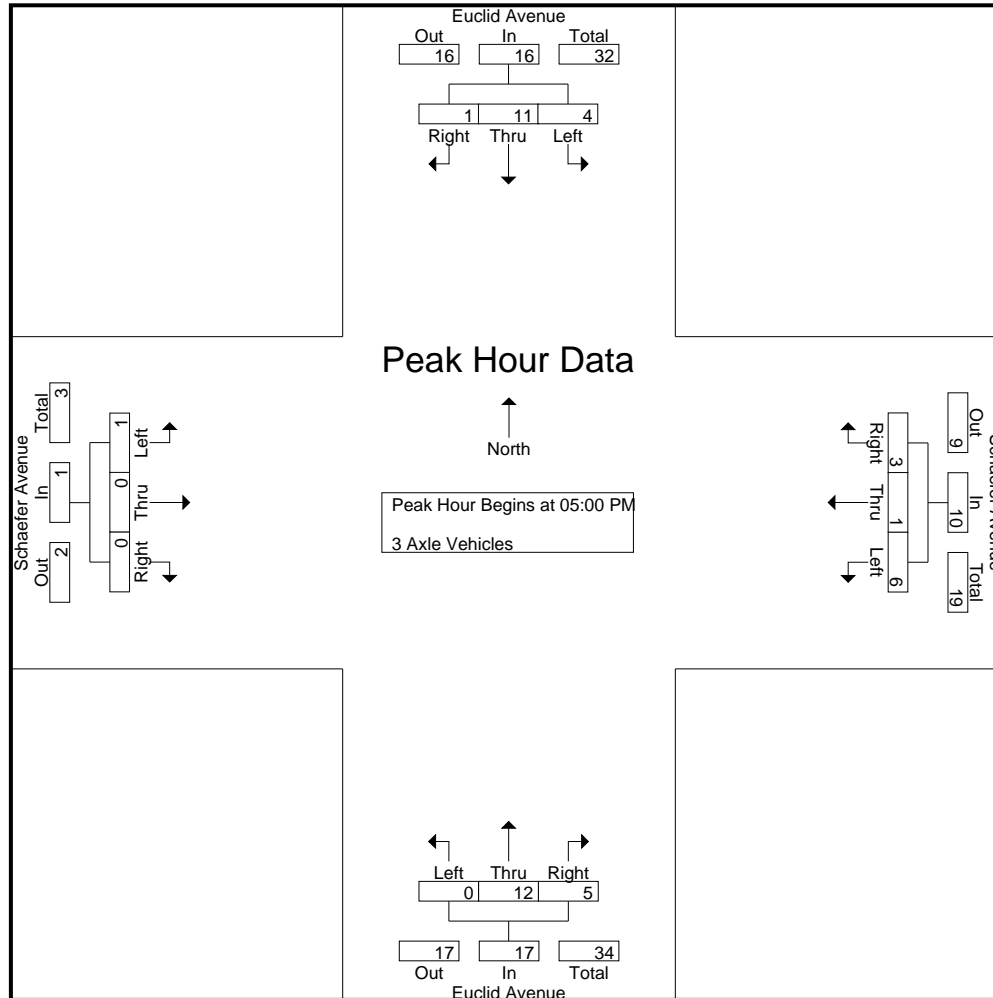 Euclid Avenue
Out In Total
16 16 32
1 11 4
Right Thru Left
Peak Hour Data
North
Peak Hour Begins at 05:00 PM
3 Axle Vehicles
Schaefer Avenue
Total In Out
3 1 2
1 0 0
Left Thru Right
Right Thru Left
3 1 6
9 10 19
Out In Total
Left Thru Right
0 12 5
17 17 34
Out In Total
Euclid Avenue